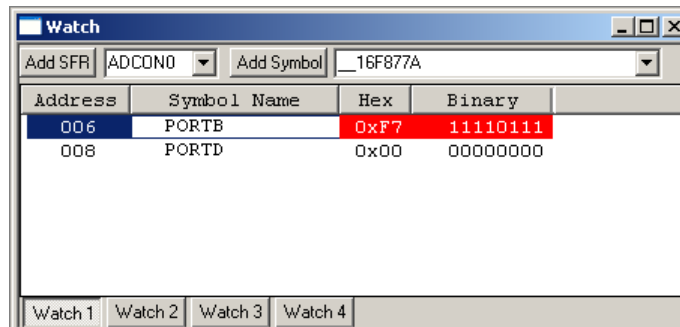 Watch
Add SFR ADCON0 Add Symbol __16F877A
Address Symbol Name Hex Binary
006 PORTB 0xF7 11110111
008 PORTD 0x00 00000000
Watch 1 Watch 2 Watch 3 Watch 4